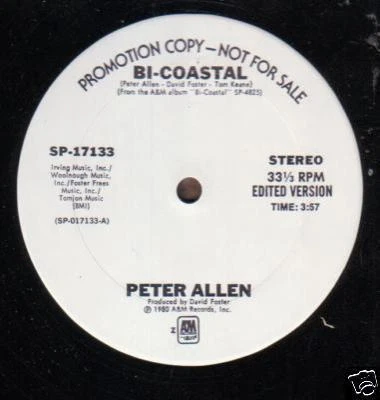 PROMOTION COPY—NOT FOR SALE
BI-COASTAL
(Peter Allen - David Foster - Tom Keane)
(From the A&M album "Bi-Coastal" SP-4825)
SP-17133
Irving Music, Inc./
Woolnough Music,
Inc./Foster Frees
Music, Inc./
Tomjon Music
(BMI)
(SP-017133-A)
STEREO
33⅓ RPM
EDITED VERSION
TIME: 3:57
PETER ALLEN
Produced by David Foster
℗ 1980 A&M Records, Inc.
Z
A&M
ebY